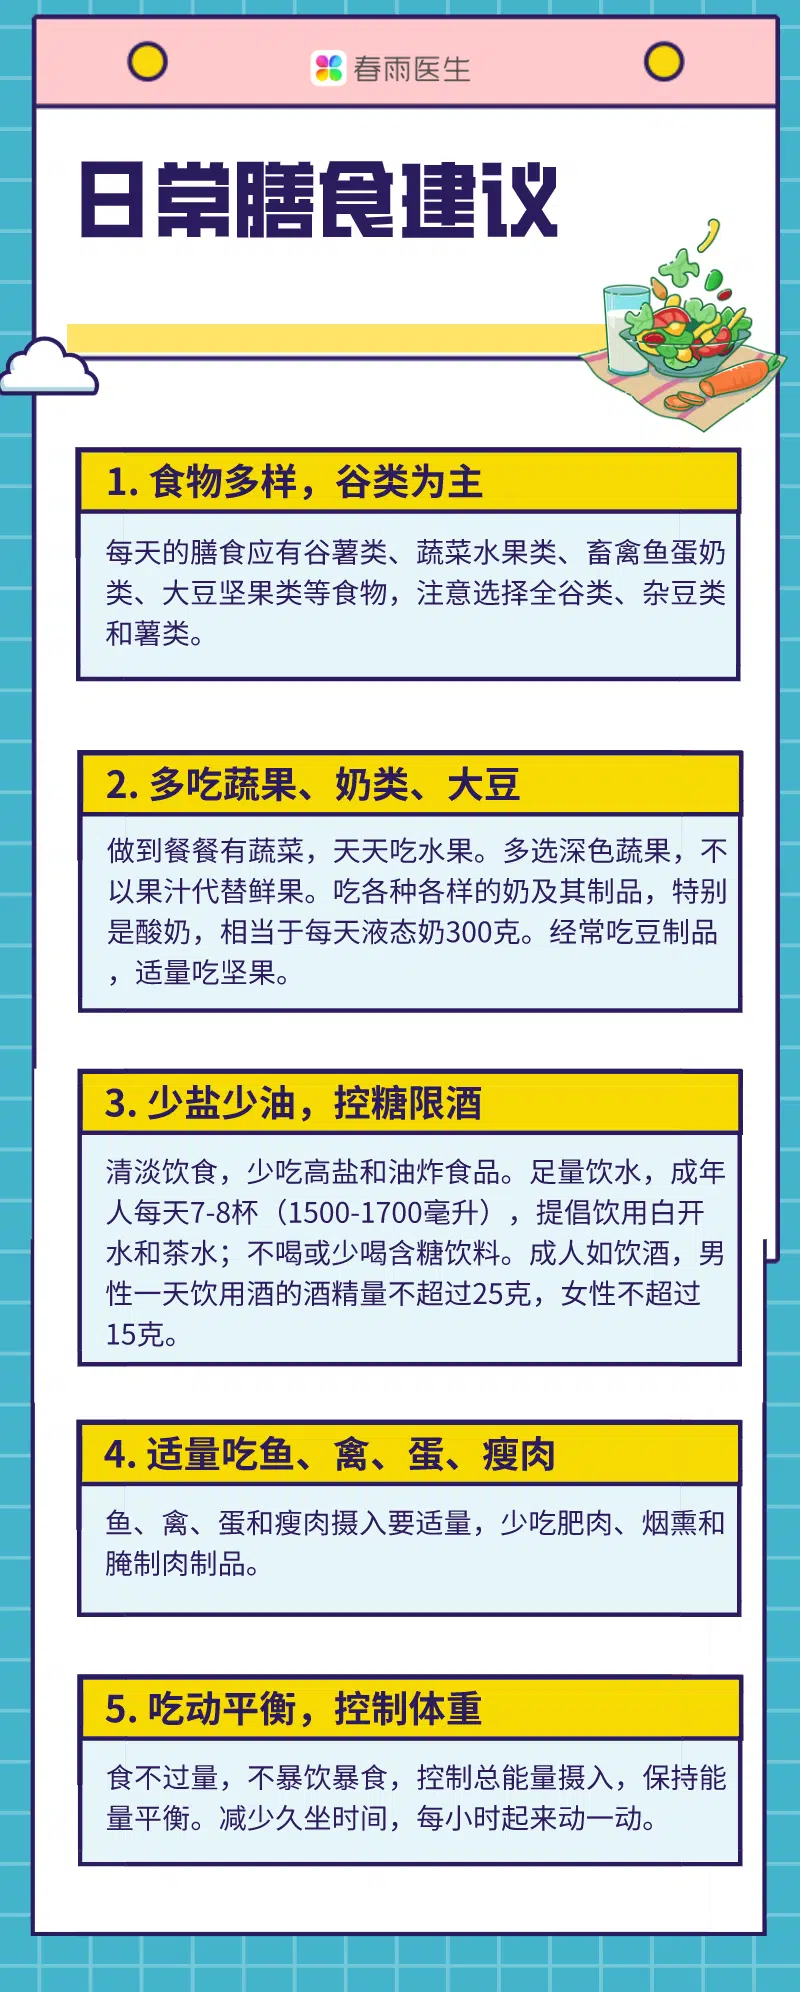 春雨医生
日常膳食建议
1. 食物多样，谷类为主
每天的膳食应有谷薯类、蔬菜水果类、畜禽鱼蛋奶
类、大豆坚果类等食物，注意选择全谷类、杂豆类
和薯类。
2. 多吃蔬果、奶类、大豆
做到餐餐有蔬菜，天天吃水果。多选深色蔬果，不
以果汁代替鲜果。吃各种各样的奶及其制品，特别
是酸奶，相当于每天液态奶300克。经常吃豆制品
，适量吃坚果。
3. 少盐少油，控糖限酒
清淡饮食，少吃高盐和油炸食品。足量饮水，成年
人每天7-8杯（1500-1700毫升），提倡饮用白开
水和茶水；不喝或少喝含糖饮料。成人如饮酒，男
性一天饮用酒的酒精量不超过25克，女性不超过
15克。
4. 适量吃鱼、禽、蛋、瘦肉
鱼、禽、蛋和瘦肉摄入要适量，少吃肥肉、烟熏和
腌制肉制品。
5. 吃动平衡，控制体重
食不过量，不暴饮暴食，控制总能量摄入，保持能
量平衡。减少久坐时间，每小时起来动一动。